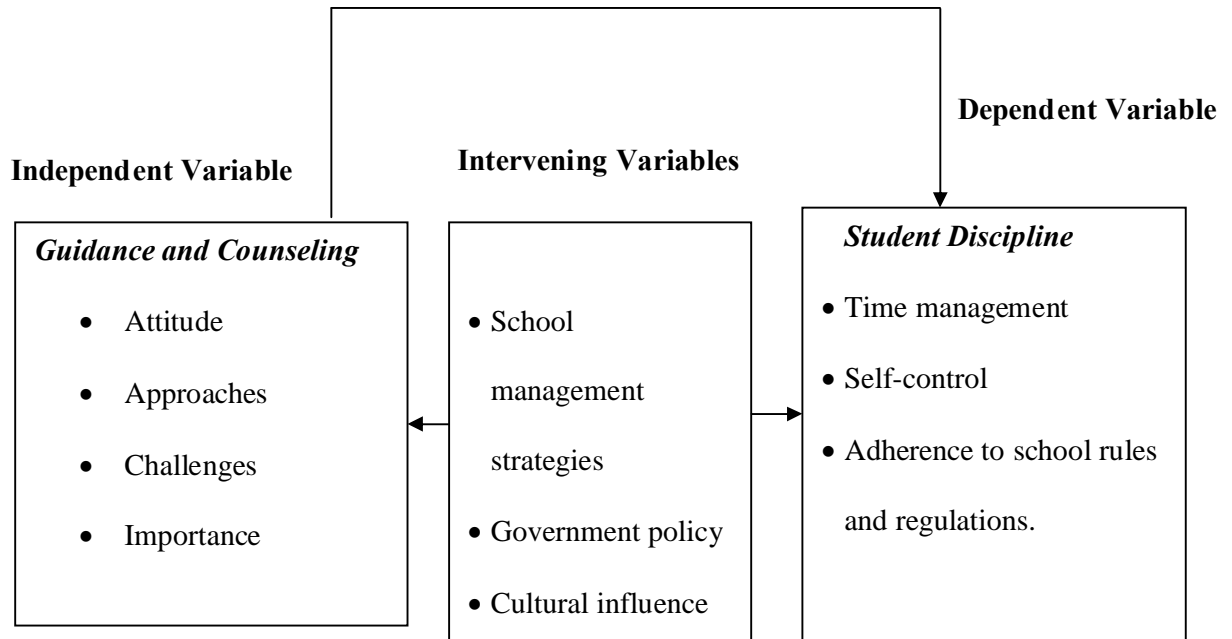 Dependent Variable
Independent Variable
Intervening Variables
Guidance and Counseling
• Attitude
• Approaches
• Challenges
• Importance
• School
management
strategies
• Government policy
• Cultural influence
Student Discipline
• Time management
• Self-control
• Adherence to school rules
and regulations.